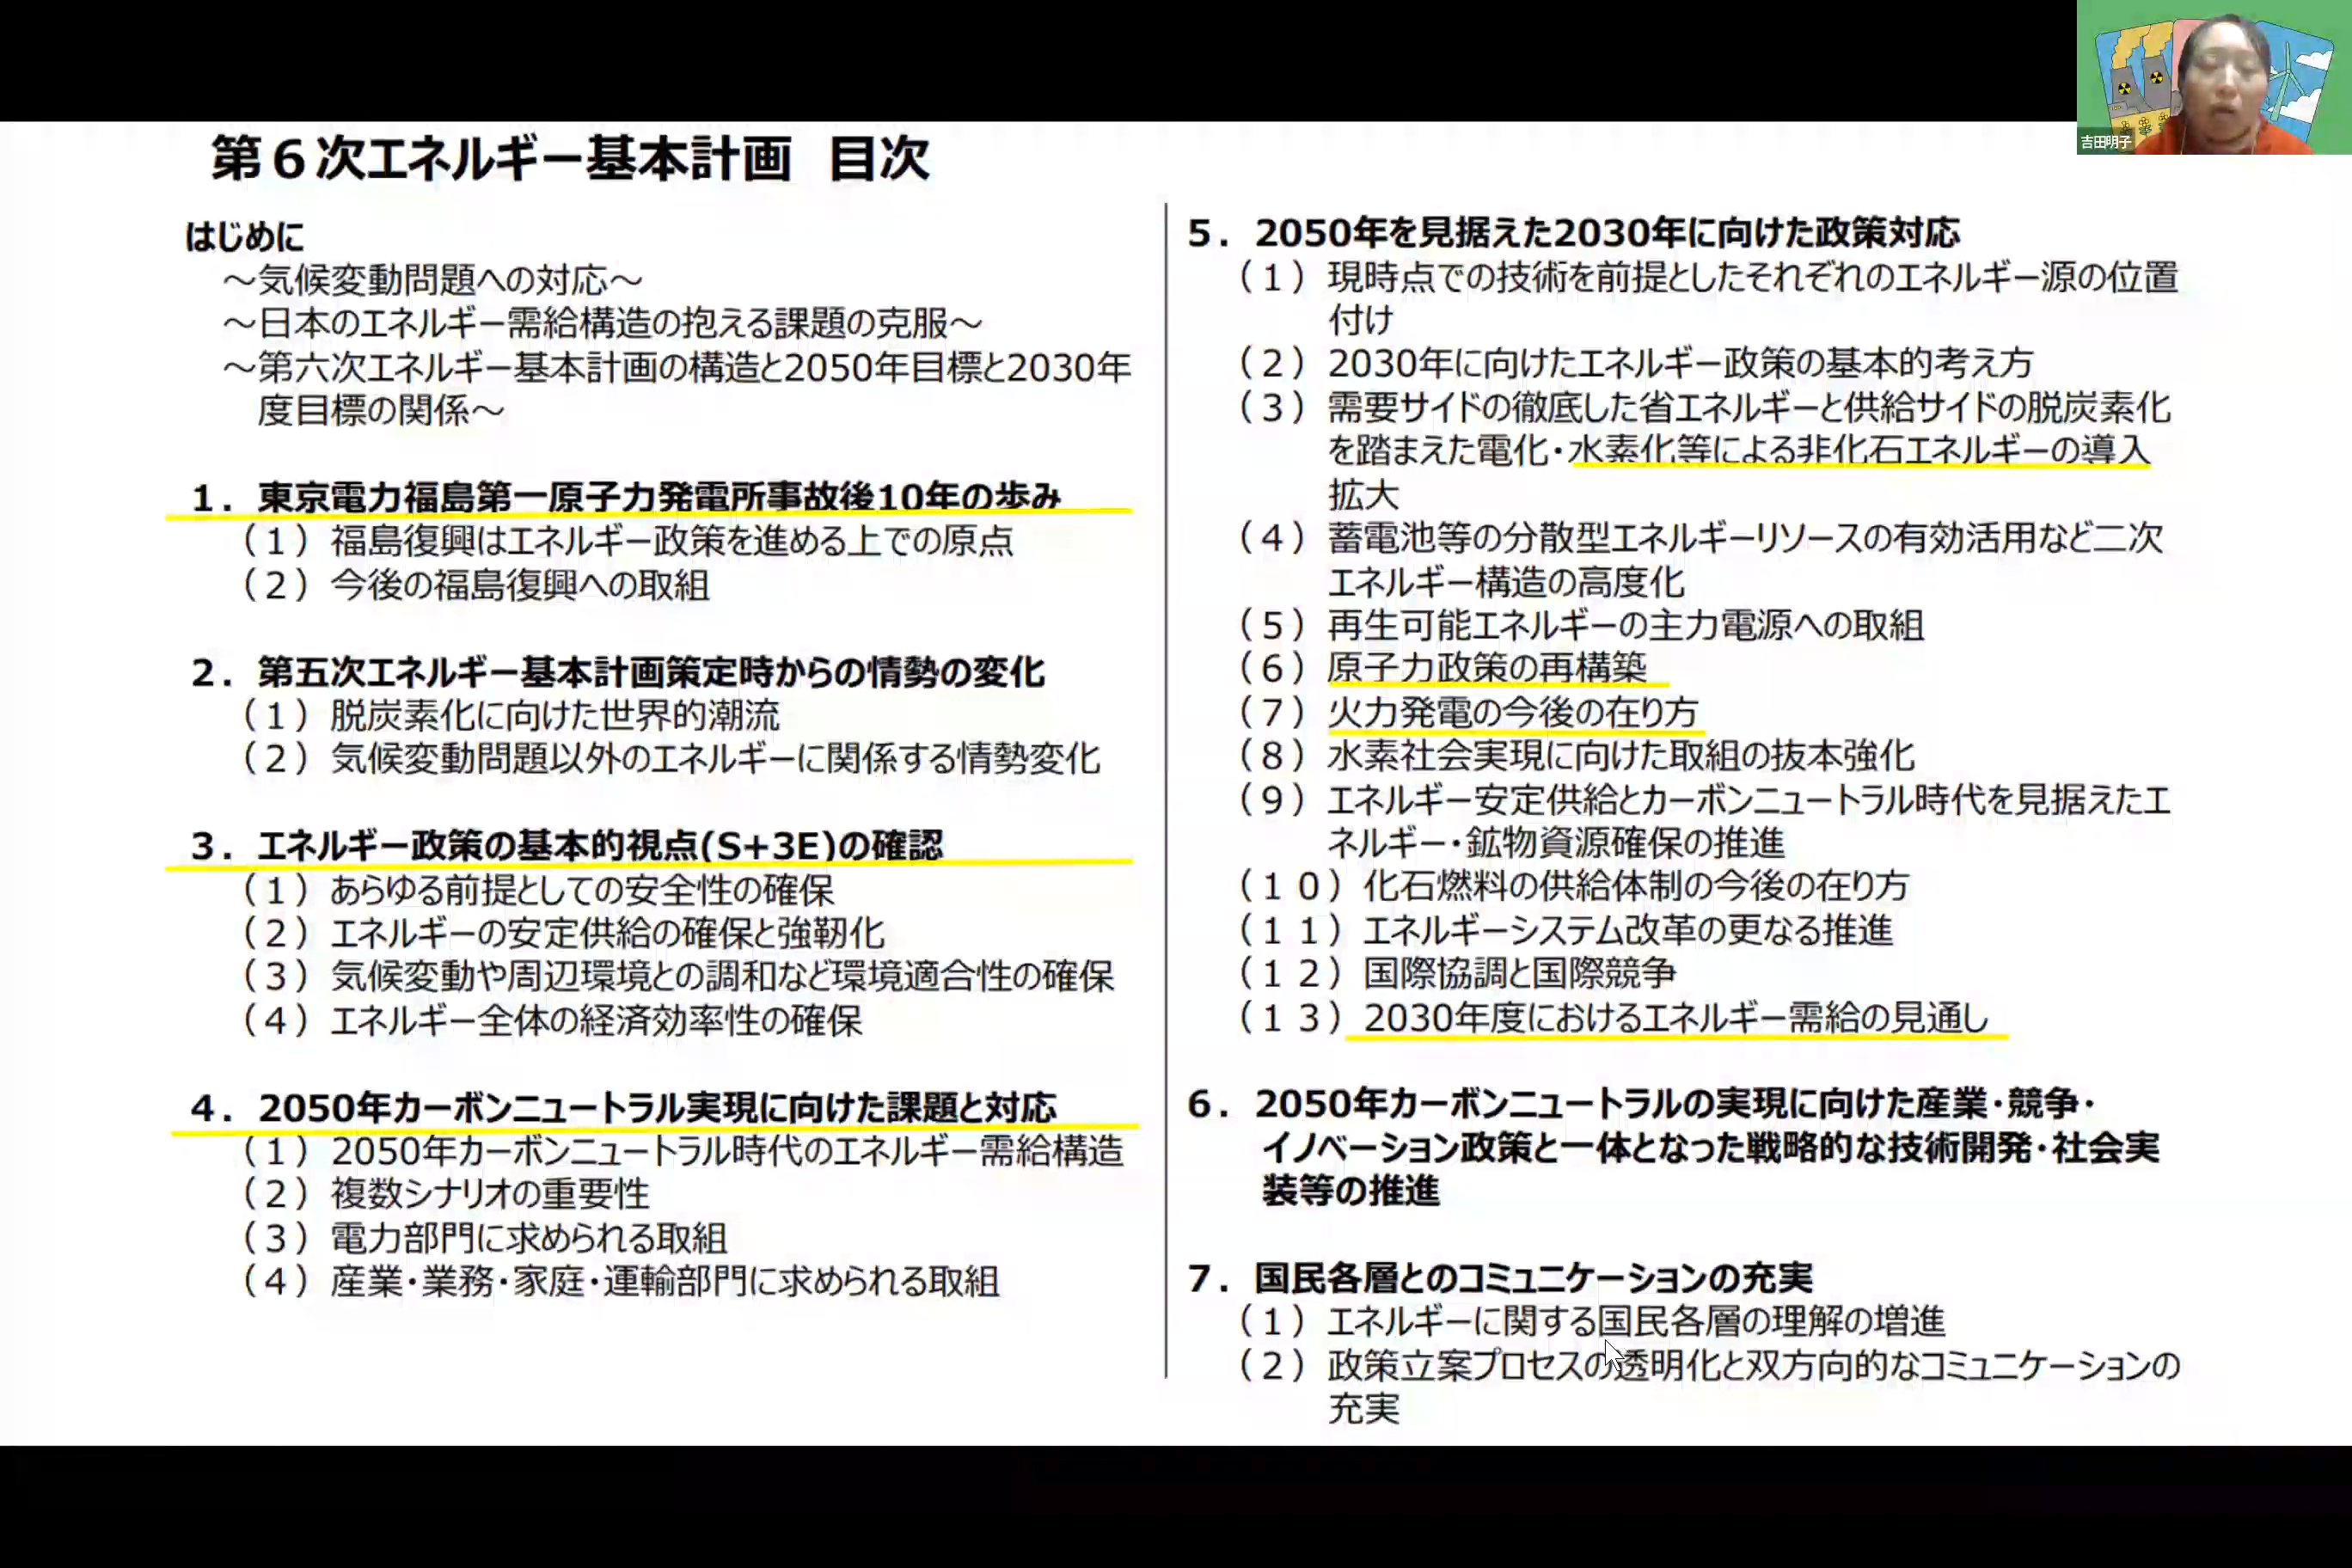 第６次エネルギー基本計画　目次
はじめに
～気候変動問題への対応～
～日本のエネルギー需給構造の抱える課題の克服～
～第六次エネルギー基本計画の構造と2050年目標と2030年
度目標の関係～
１．東京電力福島第一原子力発電所事故後10年の歩み
（１）福島復興はエネルギー政策を進める上での原点
（２）今後の福島復興への取組
２．第五次エネルギー基本計画策定時からの情勢の変化
（１）脱炭素化に向けた世界的潮流
（２）気候変動問題以外のエネルギーに関係する情勢変化
３．エネルギー政策の基本的視点(S+3E)の確認
（１）あらゆる前提としての安全性の確保
（２）エネルギーの安定供給の確保と強靭化
（３）気候変動や周辺環境との調和など環境適合性の確保
（４）エネルギー全体の経済効率性の確保
４．2050年カーボンニュートラル実現に向けた課題と対応
（１）2050年カーボンニュートラル時代のエネルギー需給構造
（２）複数シナリオの重要性
（３）電力部門に求められる取組
（４）産業・業務・家庭・運輸部門に求められる取組
５．2050年を見据えた2030年に向けた政策対応
（１）現時点での技術を前提としたそれぞれのエネルギー源の位置
付け
（２）2030年に向けたエネルギー政策の基本的考え方
（３）需要サイドの徹底した省エネルギーと供給サイドの脱炭素化
を踏まえた電化・水素化等による非化石エネルギーの導入
拡大
（４）蓄電池等の分散型エネルギーリソースの有効活用など二次
エネルギー構造の高度化
（５）再生可能エネルギーの主力電源への取組
（６）原子力政策の再構築
（７）火力発電の今後の在り方
（８）水素社会実現に向けた取組の抜本強化
（９）エネルギー安定供給とカーボンニュートラル時代を見据えたエ
ネルギー・鉱物資源確保の推進
（１０）化石燃料の供給体制の今後の在り方
（１１）エネルギーシステム改革の更なる推進
（１２）国際協調と国際競争
（１３）2030年度におけるエネルギー需給の見通し
６．2050年カーボンニュートラルの実現に向けた産業・競争・
イノベーション政策と一体となった戦略的な技術開発・社会実
装等の推進
７．国民各層とのコミュニケーションの充実
（１）エネルギーに関する国民各層の理解の増進
（２）政策立案プロセスの透明化と双方向的なコミュニケーションの
充実
吉田明子